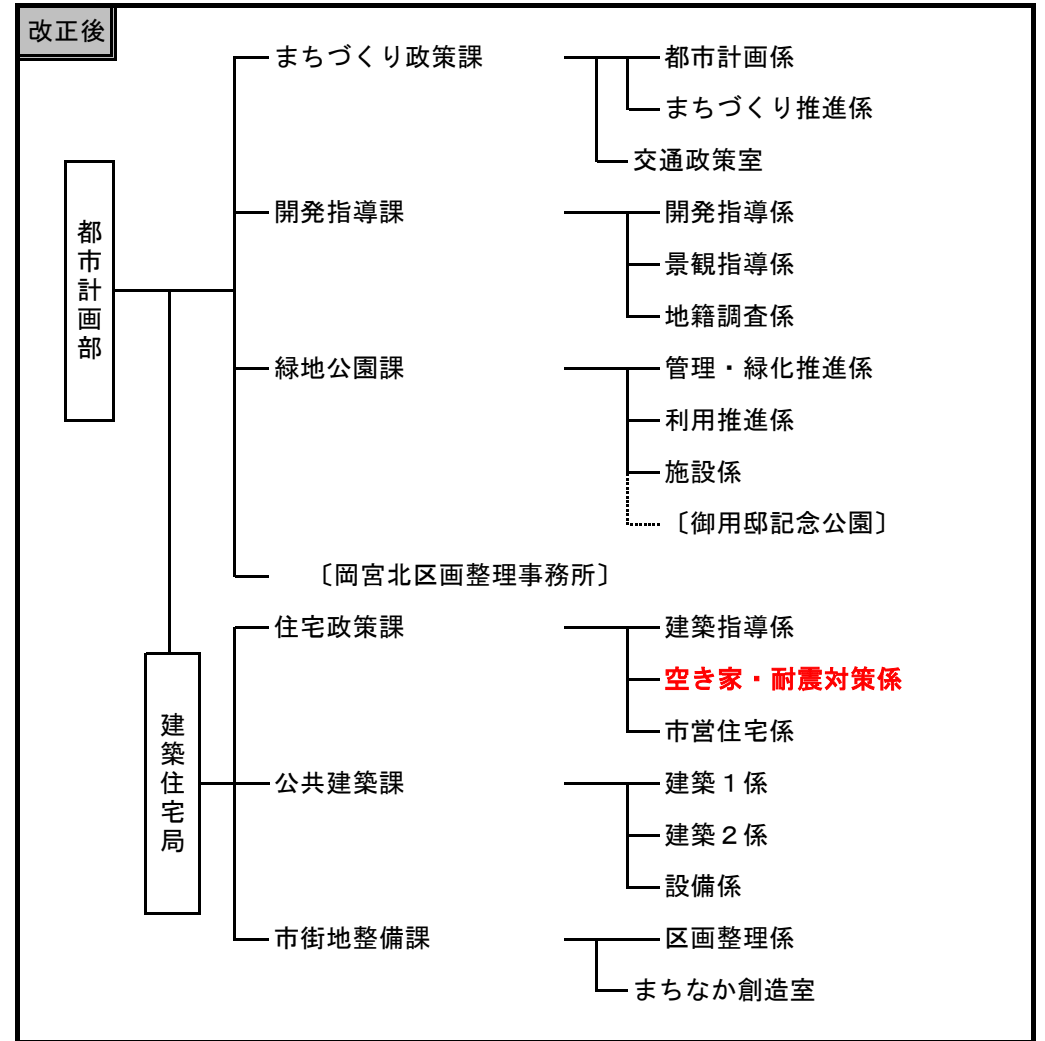 改正後
まちづくり政策課 都市計画係
まちづくり推進係
交通政策室
都市計画部
開発指導課 開発指導係
景観指導係
地籍調査係
緑地公園課 管理・緑化推進係
利用推進係
施設係
〔御用邸記念公園〕
〔岡宮北区画整理事務所〕
建築住宅局
住宅政策課 建築指導係
空き家・耐震対策係
市営住宅係
公共建築課 建築１係
建築２係
設備係
市街地整備課 区画整理係
まちなか創造室